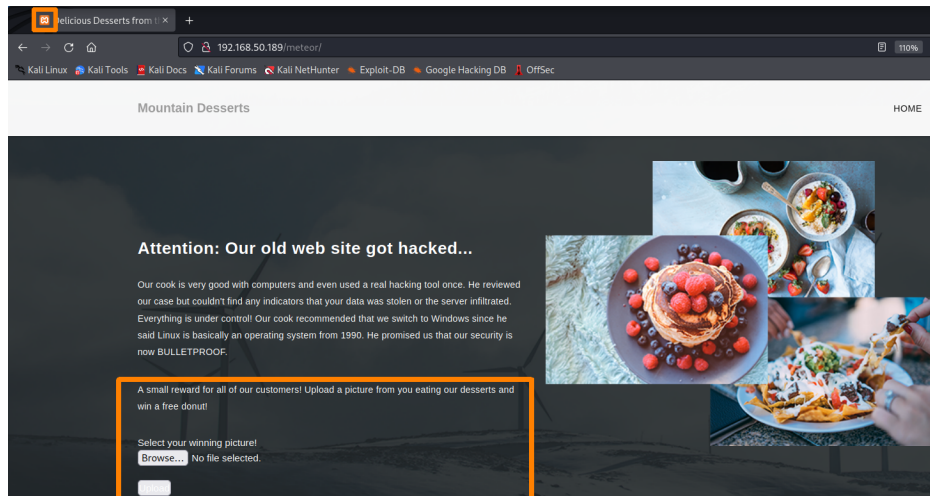 Delicious Desserts from t
192.168.50.189/meteor/
110%
Kali Linux Kali Tools Kali Docs Kali Forums Kali NetHunter Exploit-DB Google Hacking DB OffSec
Mountain Desserts
HOME
Attention: Our old web site got hacked...
Our cook is very good with computers and even used a real hacking tool once. He reviewed
our case but couldn't find any indicators that your data was stolen or the server infiltrated.
Everything is under control! Our cook recommended that we switch to Windows since he
said Linux is basically an operating system from 1990. He promised us that our security is
now BULLETPROOF.
A small reward for all of our customers! Upload a picture from you eating our desserts and
win a free donut!
Select your winning picture!
Browse... No file selected.